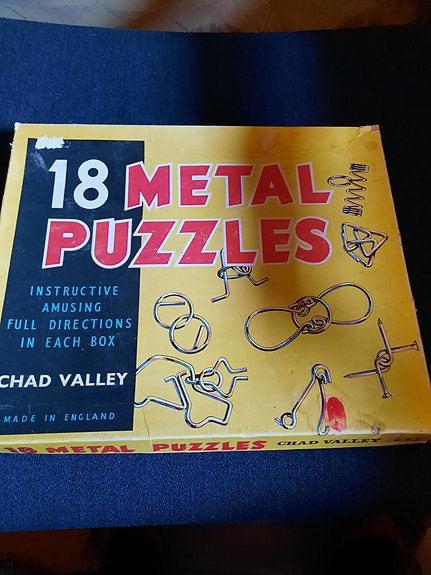 18 METAL
PUZZLES
INSTRUCTIVE
AMUSING
FULL DIRECTIONS
IN EACH BOX
CHAD VALLEY
MADE IN ENGLAND
18 METAL PUZZLES CHAD VALLEY